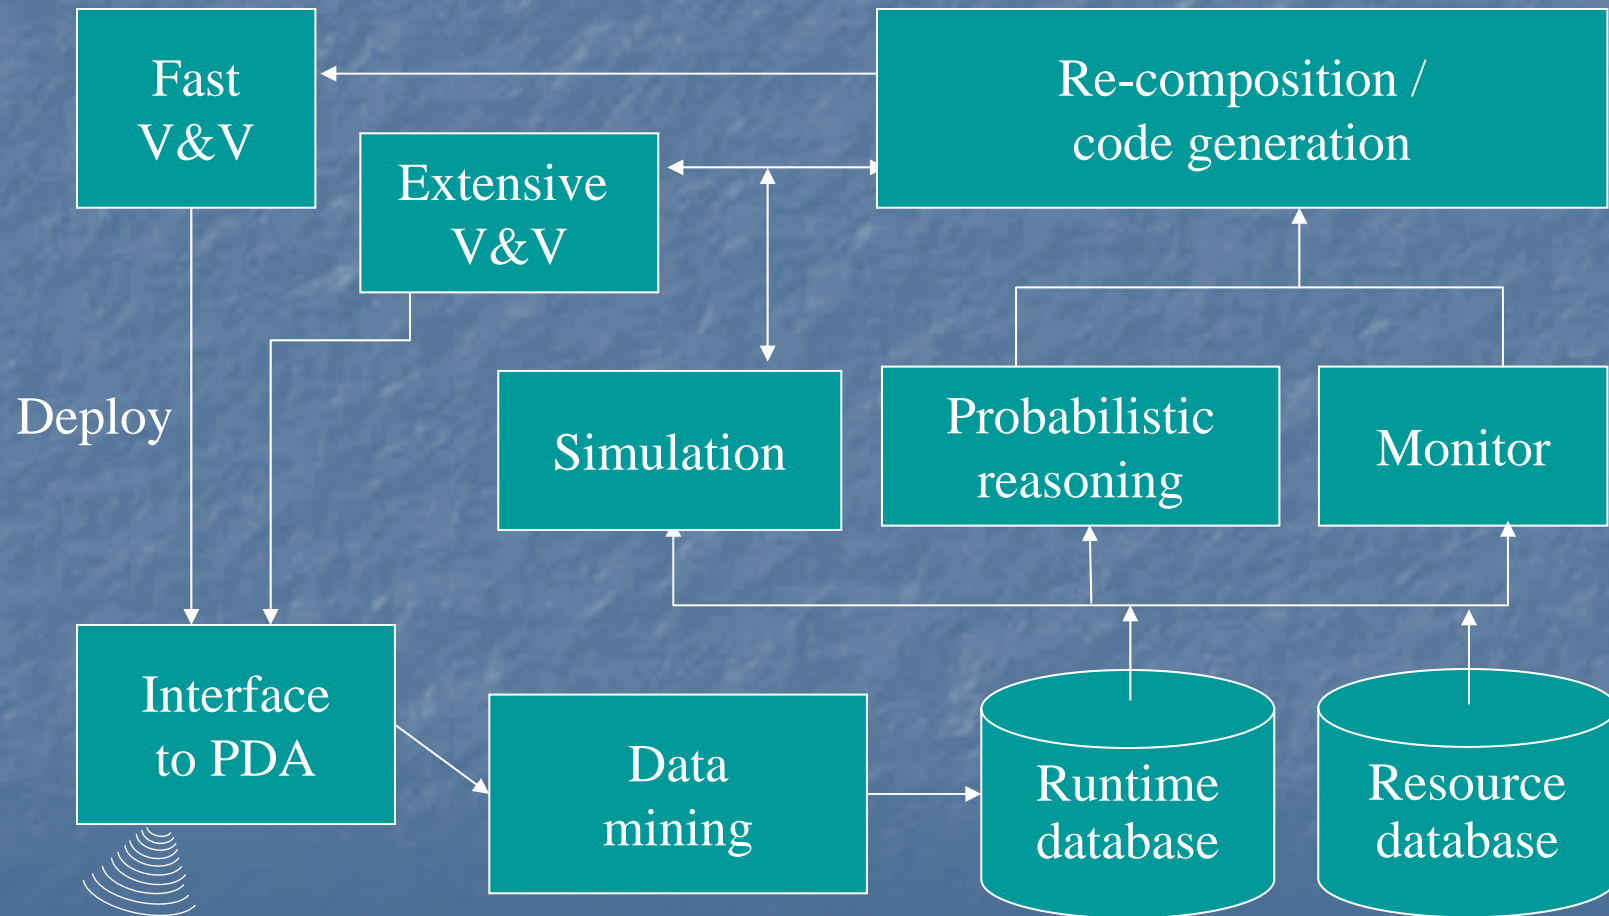 Fast
V&V
Re-composition /
code generation
Extensive
V&V
Deploy
Simulation
Probabilistic
reasoning
Monitor
Interface
to PDA
Data
mining
Runtime
database
Resource
database